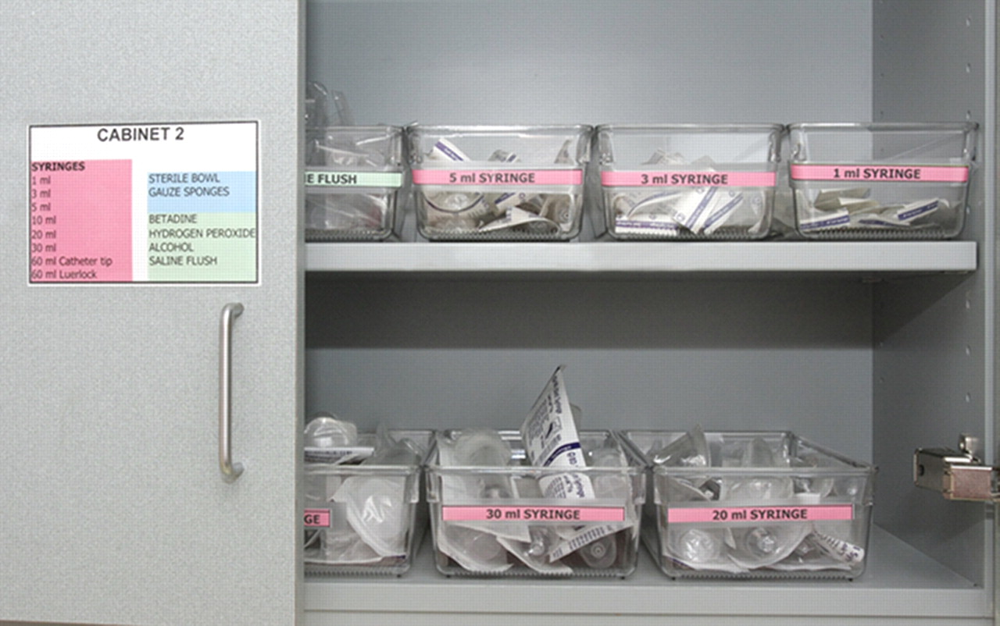 CABINET 2
SYRINGES
1 ml
3 ml
5 ml
10 ml
20 ml
30 ml
60 ml Catheter tip
60 ml Luerlock
STERILE BOWL
GAUZE SPONGES
BETADINE
HYDROGEN PEROXIDE
ALCOHOL
SALINE FLUSH
E FLUSH
5 ml SYRINGE
3 ml SYRINGE
1 ml SYRINGE
GE
30 ml SYRINGE
20 ml SYRINGE